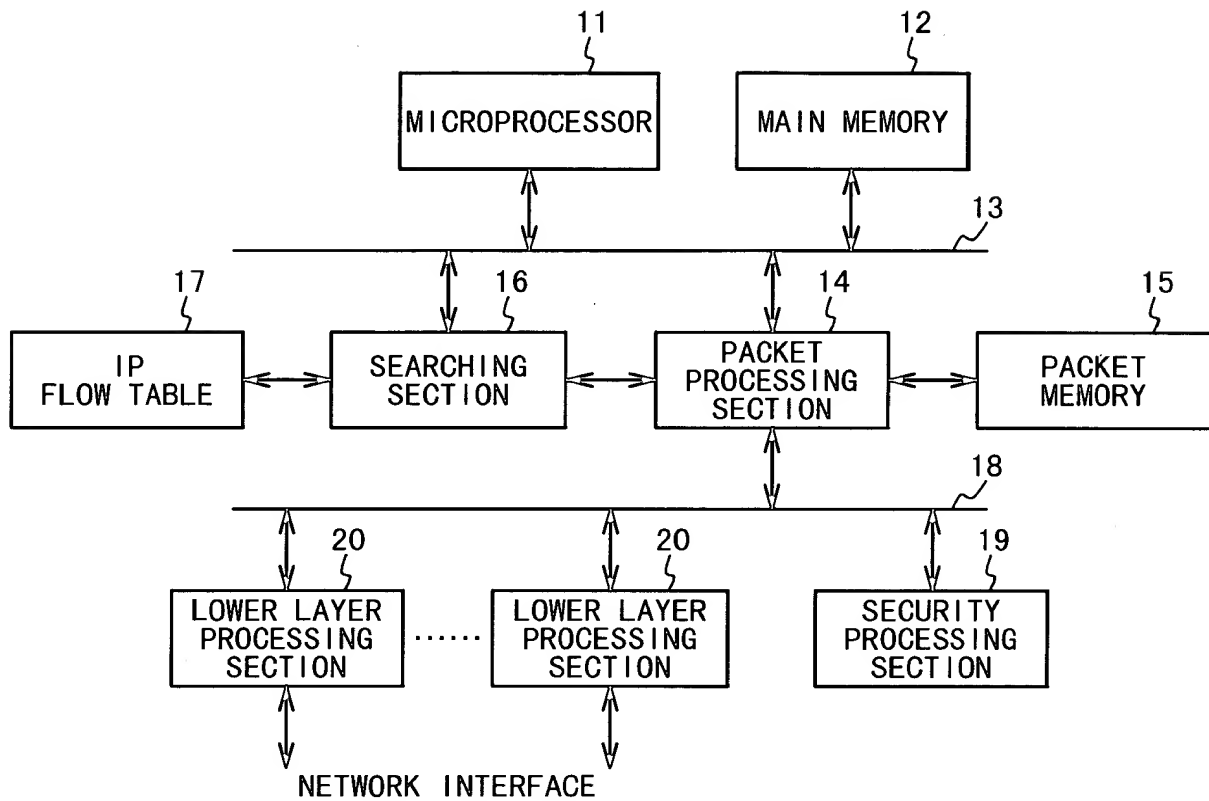 11
12
MICROPROCESSOR
MAIN MEMORY
13
17
16
14
15
IP
FLOW TABLE
SEARCHING
SECTION
PACKET
PROCESSING
SECTION
PACKET
MEMORY
18
20
20
19
LOWER LAYER
PROCESSING
SECTION
......
LOWER LAYER
PROCESSING
SECTION
SECURITY
PROCESSING
SECTION
NETWORK INTERFACE